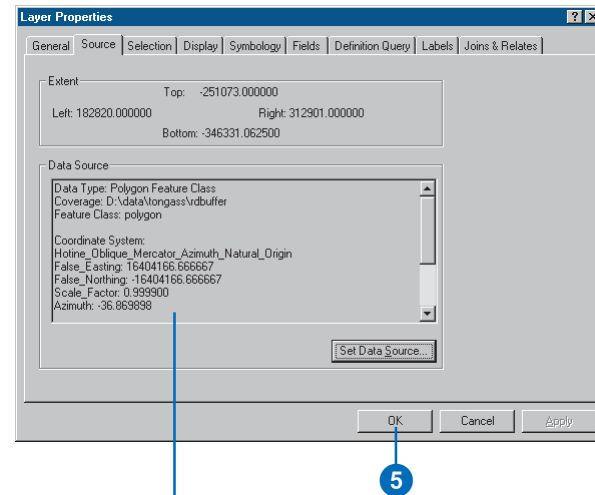 Layer Properties
General Source Selection Display Symbology Fields Definition Query Labels Joins & Relates
Extent
Top: -251073.000000
Left: 182820.000000 Right: 312901.000000
Bottom: -346331.062500
Data Source
Data Type: Polygon Feature Class
Coverage: D:\data\tongass\rdbuffer
Feature Class: polygon
Coordinate System:
Hotine_Oblique_Mercator_Azimuth_Natural_Origin
False_Easting: 16404166.666667
False_Northing: -16404166.666667
Scale_Factor: 0.999900
Azimuth: -36.869898
Set Data Source...
OK Cancel Apply
5